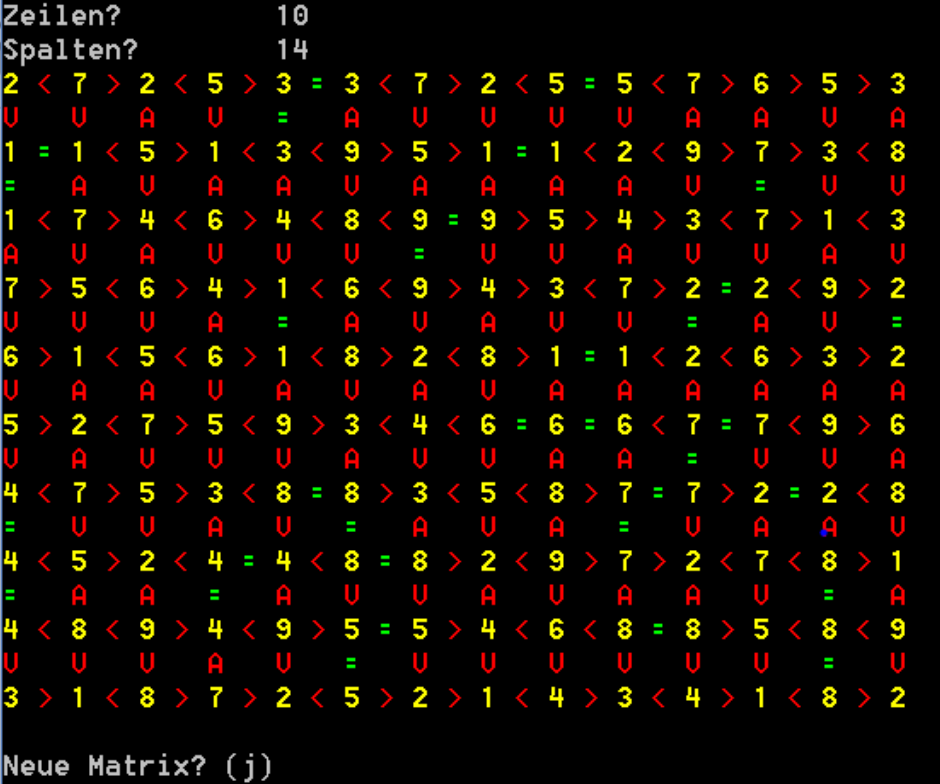 Zeilen? 10
Spalten? 14
2 < 7 > 2 < 5 > 3 = 3 < 7 > 2 < 5 = 5 < 7 > 6 > 5 > 3
V V A V = A V V V V A A V A
1 = 1 < 5 > 1 < 3 < 9 > 5 > 1 = 1 < 2 < 9 > 7 > 3 < 8
= A V A A V A A A A V = V V
1 < 7 > 4 < 6 > 4 < 8 < 9 = 9 > 5 > 4 > 3 < 7 > 1 < 3
A V A V V V = V V A V V A V
7 > 5 < 6 > 4 > 1 < 6 < 9 > 4 > 3 < 7 > 2 = 2 < 9 > 2
V V V A = A V A V V = A V =
6 > 1 < 5 < 6 > 1 < 8 > 2 < 8 > 1 = 1 < 2 < 6 > 3 > 2
V A A V A V A V A A A A A A
5 > 2 < 7 > 5 < 9 > 3 < 4 < 6 = 6 = 6 < 7 = 7 < 9 > 6
V A V V V A V V A A = V V A
4 < 7 > 5 > 3 < 8 = 8 > 3 < 5 < 8 > 7 = 7 > 2 = 2 < 8
= V V A V = A V A = V A A V
4 < 5 > 2 < 4 = 4 < 8 = 8 > 2 < 9 > 7 > 2 < 7 < 8 > 1
= A A = A V V A V A A V = A
4 < 8 < 9 > 4 < 9 > 5 = 5 > 4 < 6 < 8 = 8 > 5 < 8 < 9
V V V A V = V V V V V V = V
3 > 1 < 8 > 7 > 2 < 5 > 2 > 1 < 4 > 3 < 4 > 1 < 8 > 2
Neue Matrix? (j)